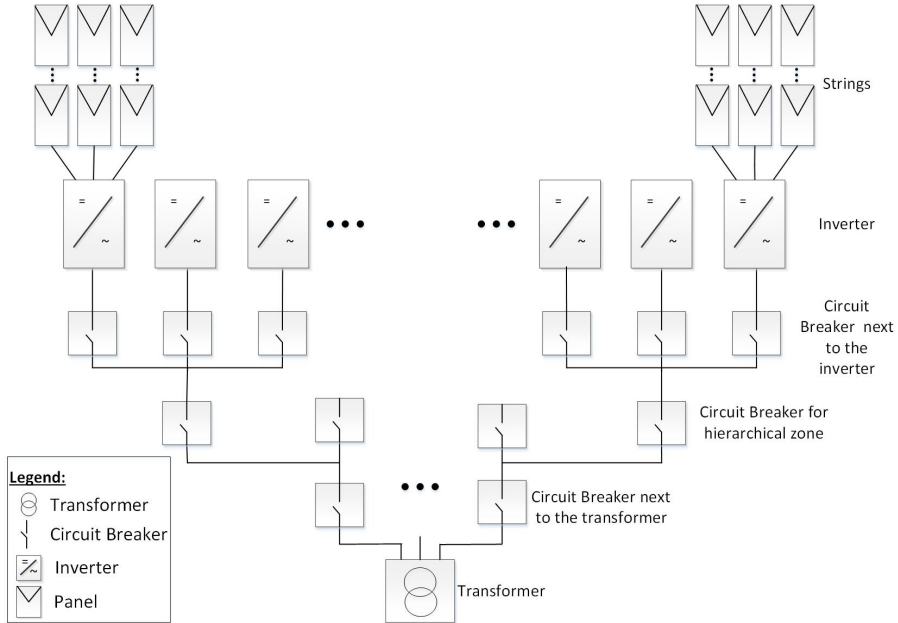 Strings
Inverter
Circuit
Breaker next
to the
inverter
Circuit Breaker for
hierarchical zone
Circuit Breaker next
to the transformer
Transformer
Legend:
Transformer
Circuit Breaker
Inverter
Panel